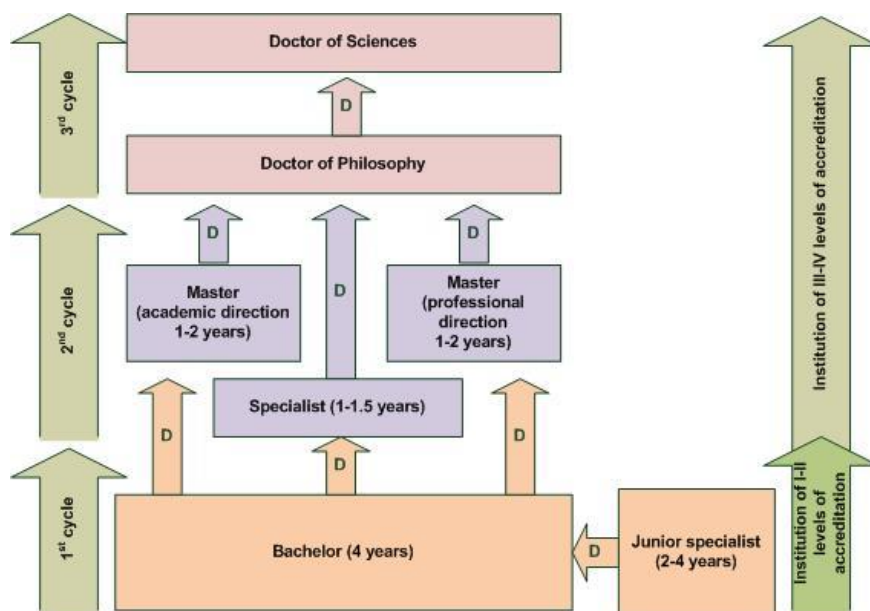 Doctor of Sciences
D
Doctor of Philosophy
3rd cycle
D
D
D
Master
(academic direction
1-2 years)
Master
(professional
direction
1-2 years)
2nd cycle
Specialist (1-1.5 years)
D
D
D
Bachelor (4 years)
D
Junior specialist
(2-4 years)
1st cycle
Institution of III-IV levels of accreditation
Institution of I-II
levels of
accreditation